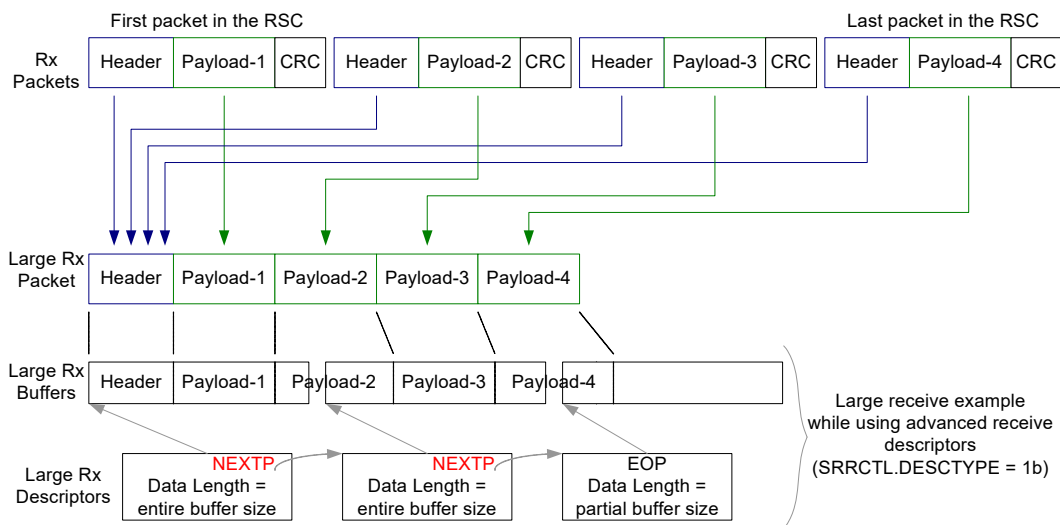 First packet in the RSC
Last packet in the RSC
Rx
Packets
Header Payload-1 CRC Header Payload-2 CRC Header Payload-3 CRC Header Payload-4 CRC
Large Rx
Packet
Header Payload-1 Payload-2 Payload-3 Payload-4
Large Rx
Buffers
Header Payload-1 Payload-2 Payload-3 Payload-4
Large receive example
while using advanced receive
descriptors
(SRRCTL.DESCTYPE = 1b)
Large Rx
Descriptors
NEXTP
Data Length =
entire buffer size
NEXTP
Data Length =
entire buffer size
EOP
Data Length =
partial buffer size